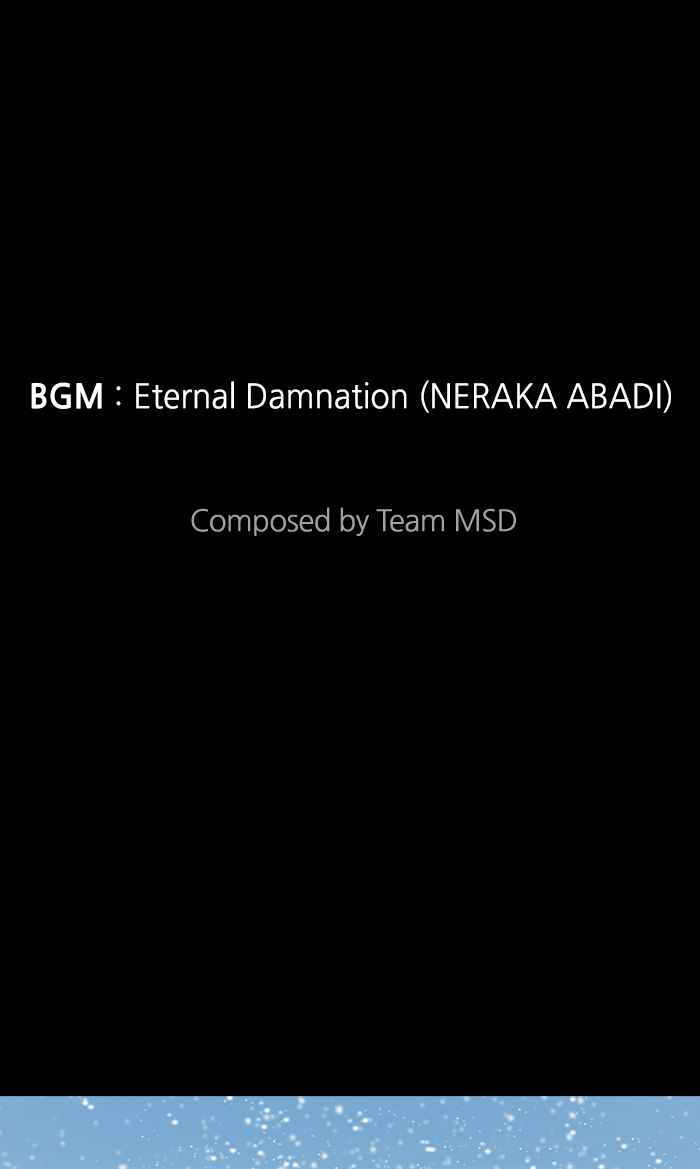 BGM : Eternal Damnation (NERAKA ABADI)
Composed by Team MSD